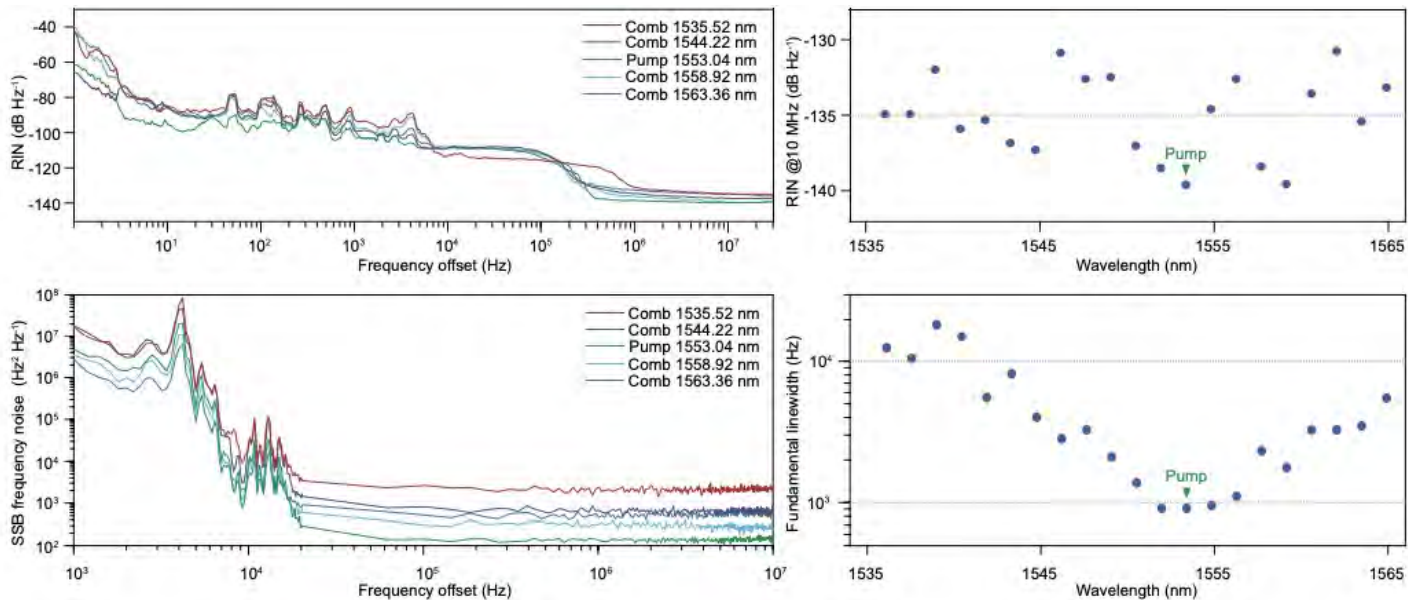 RIN (dB Hz⁻¹)
-40
-60
-80
-100
-120
-140
Comb 1535.52 nm
Comb 1544.22 nm
Pump 1553.04 nm
Comb 1558.92 nm
Comb 1563.36 nm
10¹ 10² 10³ 10⁴ 10⁵ 10⁶ 10⁷
Frequency offset (Hz)
RIN @10 MHz (dB Hz⁻¹)
-130
-135
-140
Pump
1535 1545 1555 1565
Wavelength (nm)
SSB frequency noise (Hz² Hz⁻¹)
10⁸
10⁷
10⁶
10⁵
10⁴
10³
10²
Comb 1535.52 nm
Comb 1544.22 nm
Pump 1553.04 nm
Comb 1558.92 nm
Comb 1563.36 nm
10³ 10⁴ 10⁵ 10⁶ 10⁷
Frequency offset (Hz)
Fundamental linewidth (Hz)
10⁴
10³
Pump
1535 1545 1555 1565
Wavelength (nm)